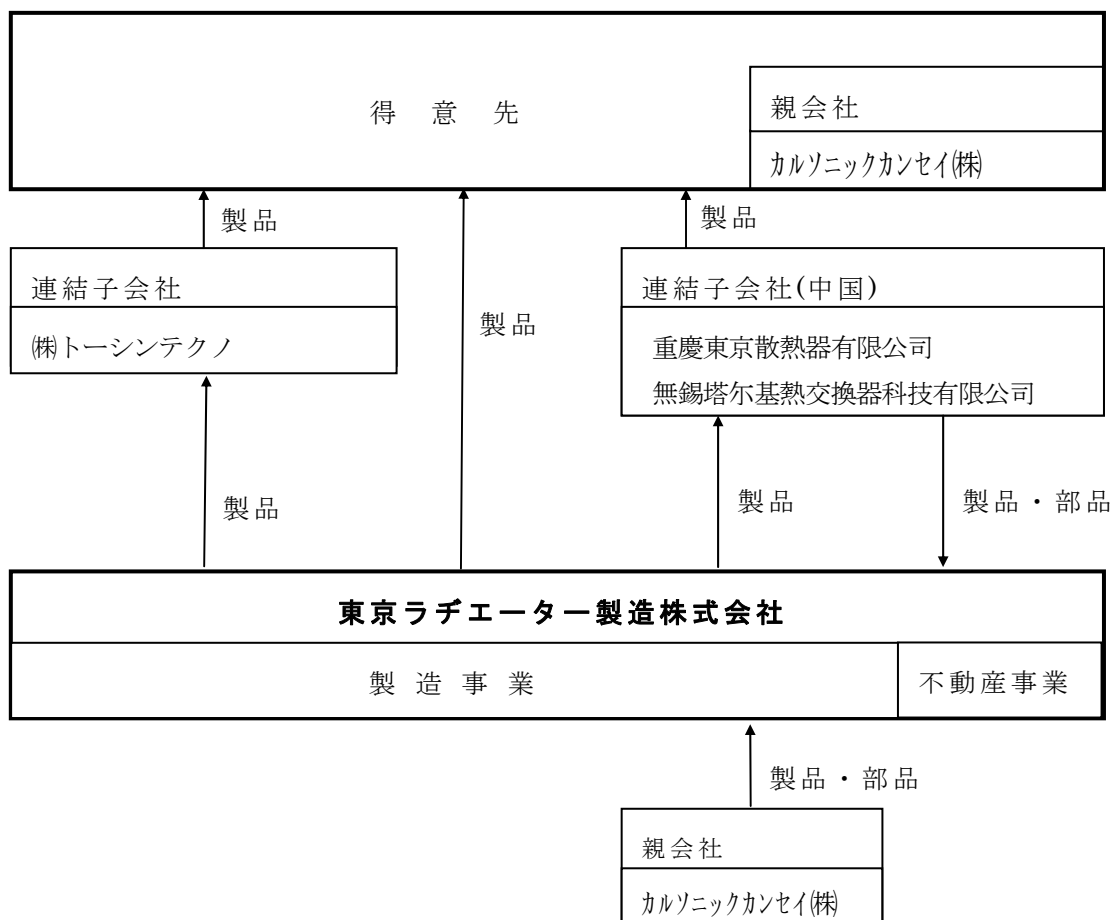 得意先
親会社
カルソニックカンセイ(株)
製品
製品
連結子会社
㈱トーシンテクノ
製品
連結子会社(中国)
重慶東京散熱器有限公司
無錫塔尓基熱交換器科技有限公司
製品
製品
製品・部品
東京ラヂエーター製造株式会社
製造事業
不動産事業
製品・部品
親会社
カルソニックカンセイ(株)